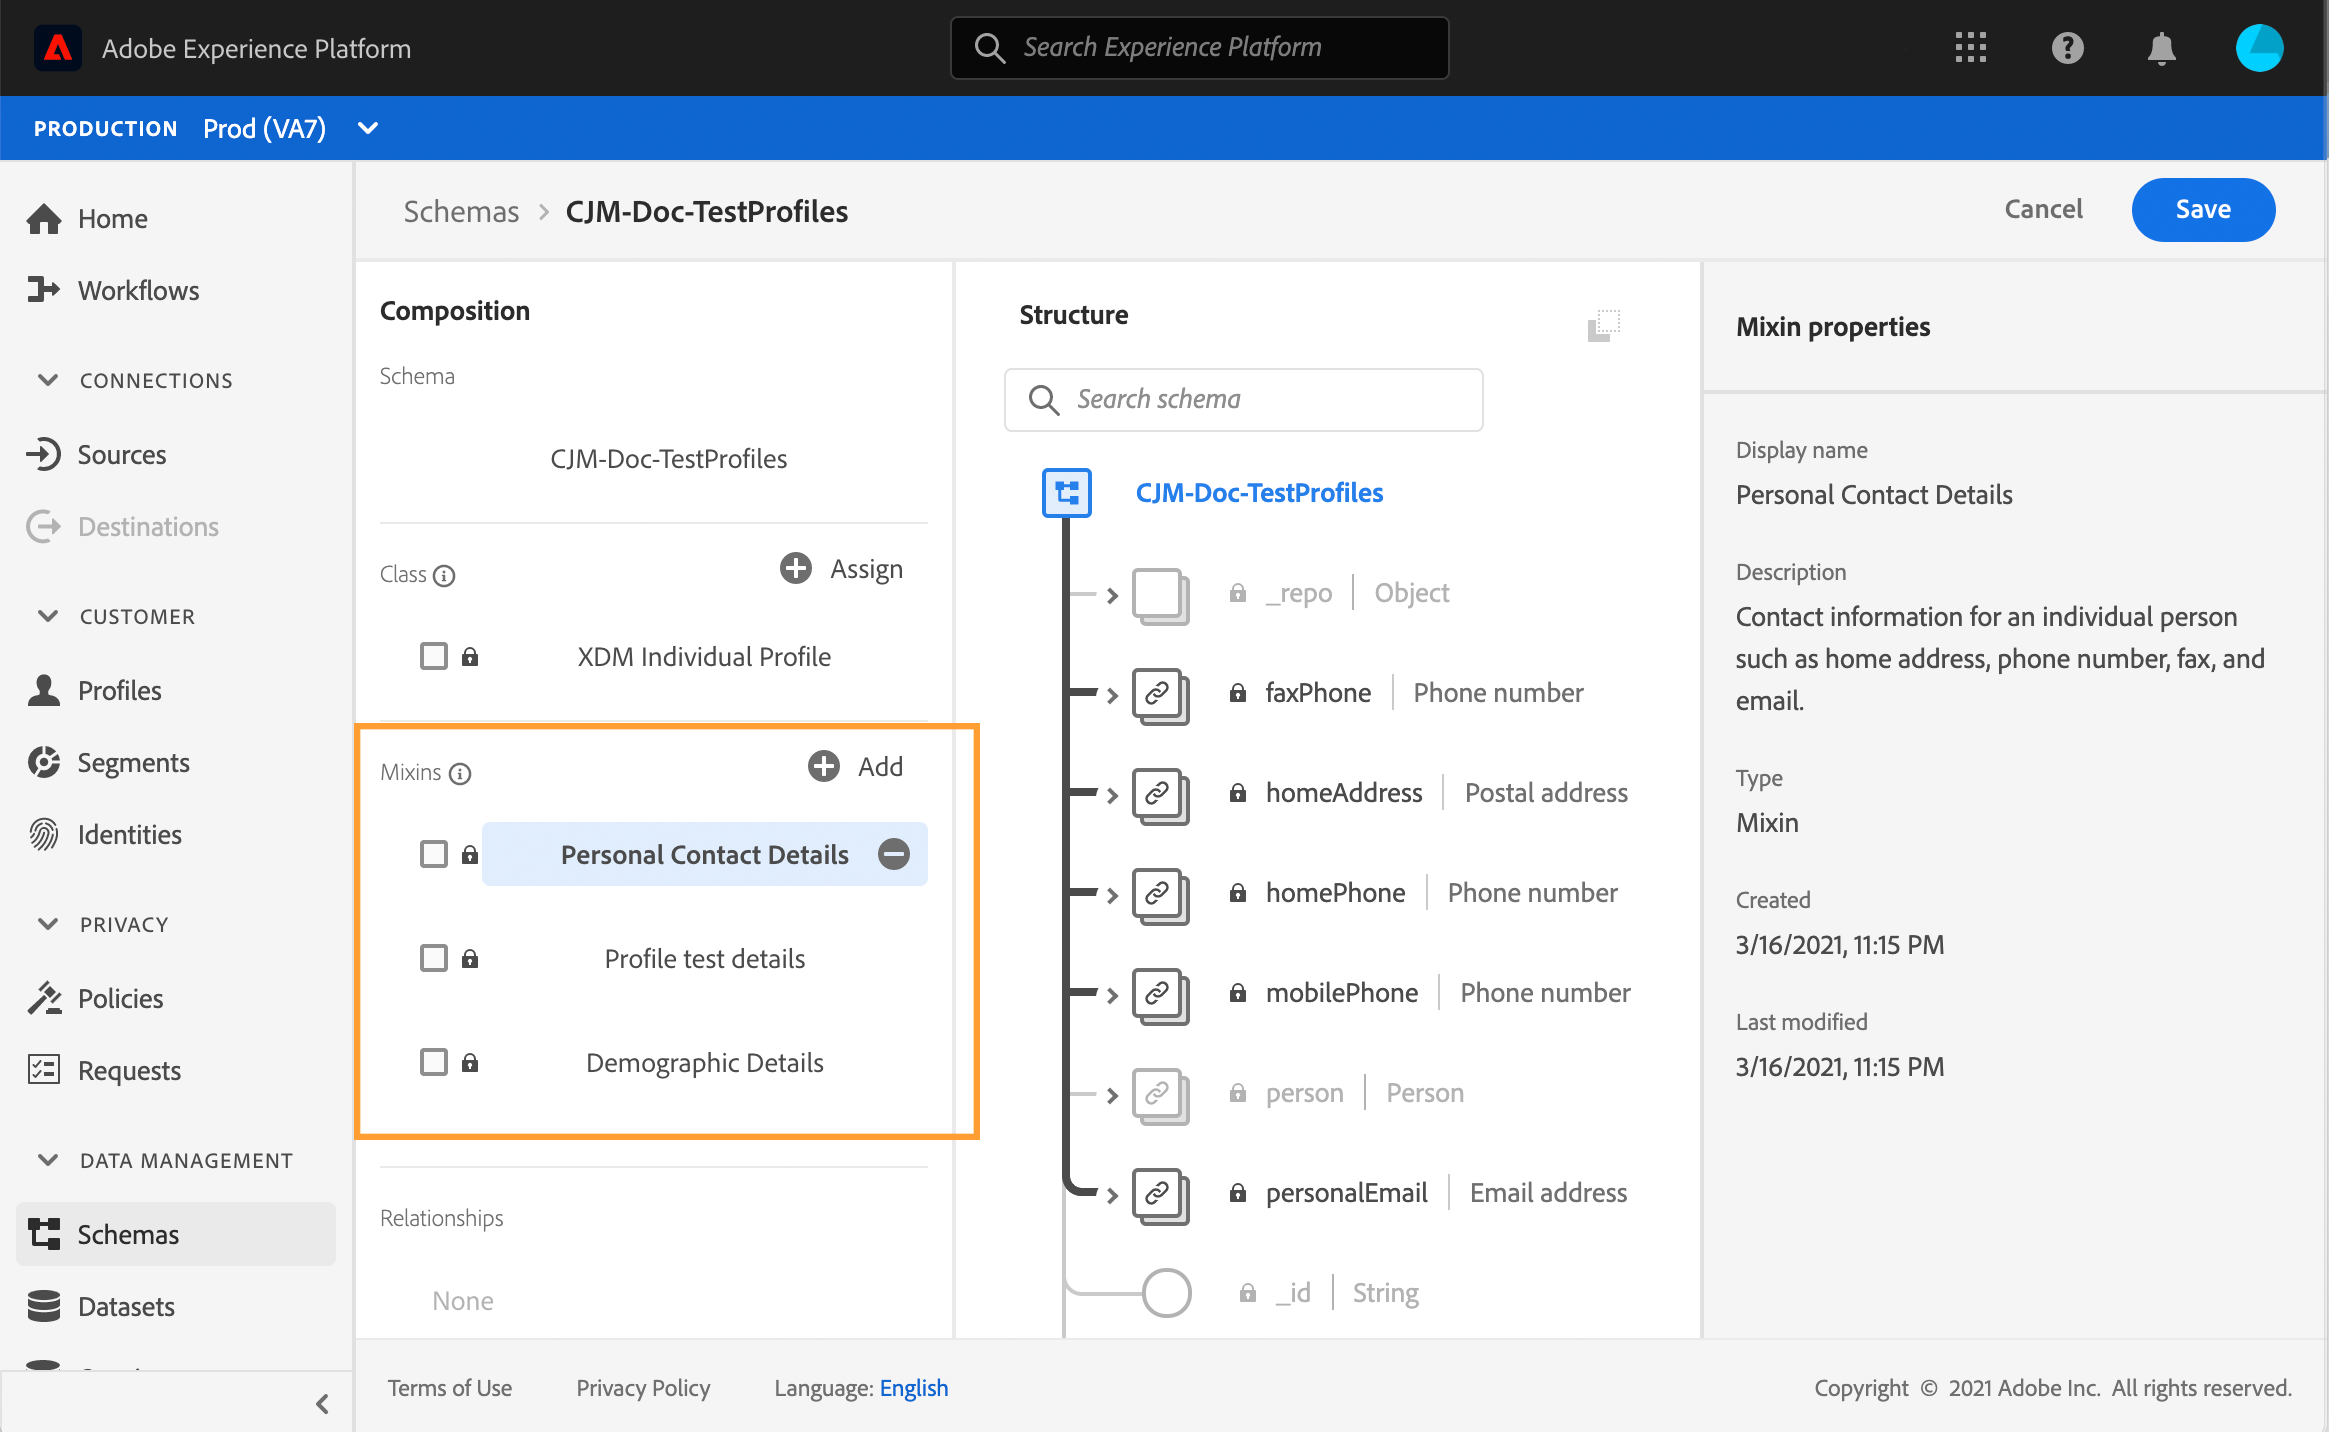 Adobe Experience Platform
Search Experience Platform
PRODUCTION Prod (VA7)
Home
Workflows
CONNECTIONS
Sources
Destinations
CUSTOMER
Profiles
Segments
Identities
PRIVACY
Policies
Requests
DATA MANAGEMENT
Schemas
Datasets
Schemas > CJM-Doc-TestProfiles
Cancel
Save
Composition
Schema
CJM-Doc-TestProfiles
Class
Assign
XDM Individual Profile
Mixins
Add
Personal Contact Details
Profile test details
Demographic Details
Relationships
None
Structure
Search schema
CJM-Doc-TestProfiles
_repo | Object
faxPhone | Phone number
homeAddress | Postal address
homePhone | Phone number
mobilePhone | Phone number
person | Person
personalEmail | Email address
_id | String
Mixin properties
Display name
Personal Contact Details
Description
Contact information for an individual person
such as home address, phone number, fax, and
email.
Type
Mixin
Created
3/16/2021, 11:15 PM
Last modified
3/16/2021, 11:15 PM
Terms of Use
Privacy Policy
Language: English
Copyright © 2021 Adobe Inc. All rights reserved.